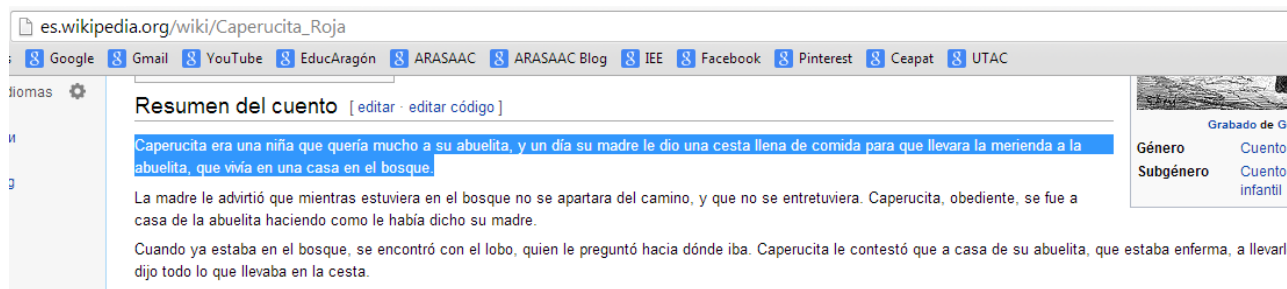 es.wikipedia.org/wiki/Caperucita_Roja
Google Gmail YouTube EducAragón ARASAAC ARASAAC Blog IEE Facebook Pinterest Ceapat UTAC
Resumen del cuento [ editar · editar código ]
Caperucita era una niña que quería mucho a su abuelita, y un día su madre le dio una cesta llena de comida para que llevara la merienda a la
abuelita, que vivía en una casa en el bosque.
La madre le advirtió que mientras estuviera en el bosque no se apartara del camino, y que no se entretuviera. Caperucita, obediente, se fue a
casa de la abuelita haciendo como le había dicho su madre.
Cuando ya estaba en el bosque, se encontró con el lobo, quien le preguntó hacia dónde iba. Caperucita le contestó que a casa de su abuelita, que estaba enferma, a
dijo todo lo que llevaba en la cesta.
Grabado de
Género Cuento
Subgénero Cuento
infantil